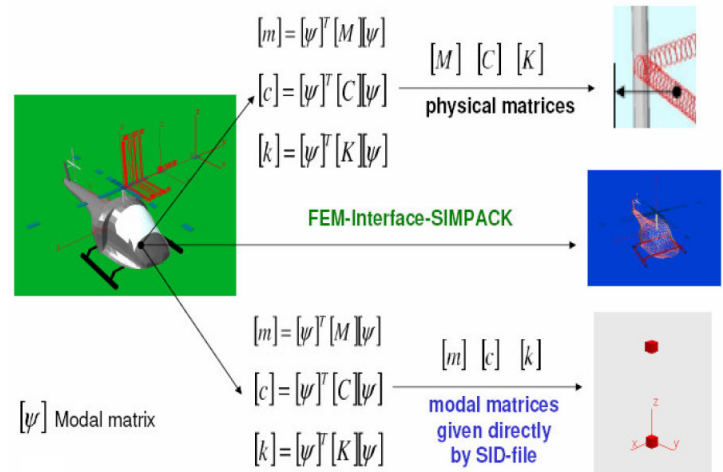 [m] = [ψ]ᵀ [M][ψ]
[c] = [ψ]ᵀ [C][ψ]
[k] = [ψ]ᵀ [K][ψ]
[M] [C] [K]
physical matrices
FEM-Interface-SIMPACK
[m] = [ψ]ᵀ [M][ψ]
[c] = [ψ]ᵀ [C][ψ]
[k] = [ψ]ᵀ [K][ψ]
[m] [c] [k]
modal matrices
given directly
by SID-file
[ψ] Modal matrix
z
x y